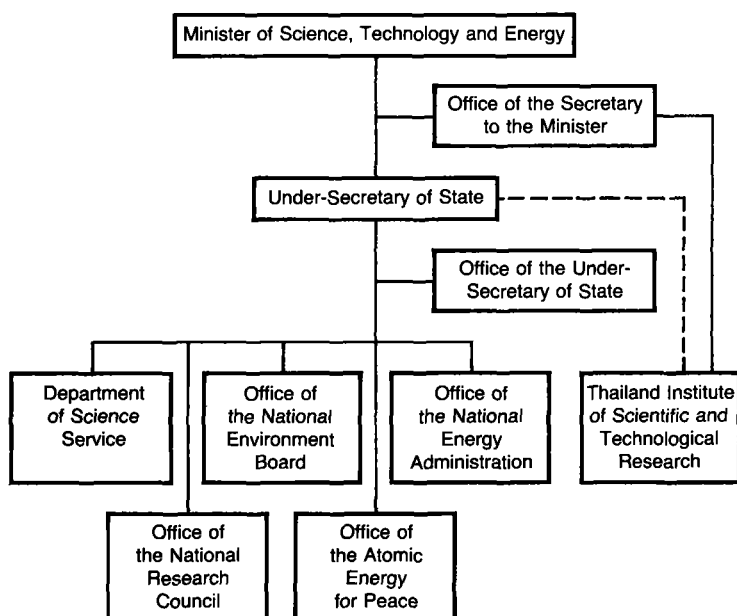 Minister of Science, Technology and Energy
Office of the Secretary
to the Minister
Under-Secretary of State
Office of the Under-
Secretary of State
Department
of Science
Service
Office of
the National
Environment
Board
Office of
the National
Energy
Administration
Thailand Institute
of Scientific and
Technological
Research
Office of
the National
Research
Council
Office of
the Atomic
Energy
for Peace